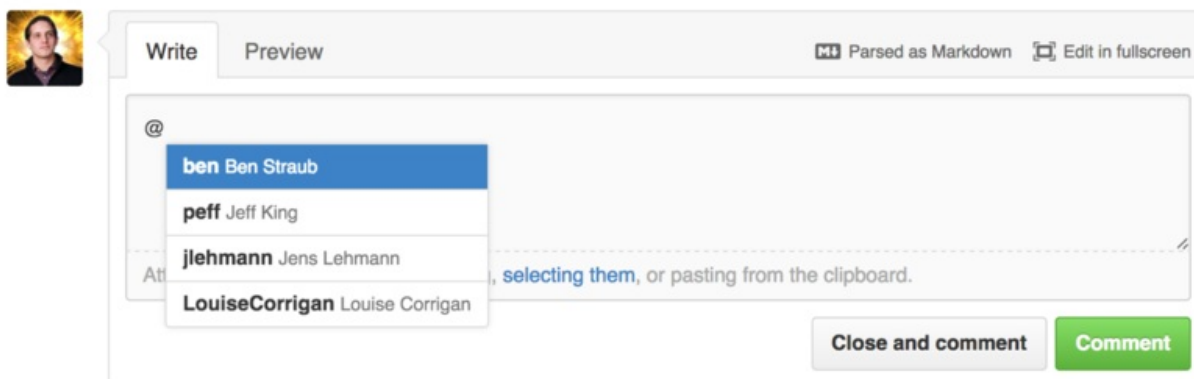 Write Preview Parsed as Markdown Edit in fullscreen
@
ben Ben Straub
peff Jeff King
jlehmann Jens Lehmann
selecting them, or pasting from the clipboard.
LouiseCorrigan Louise Corrigan
Close and comment Comment